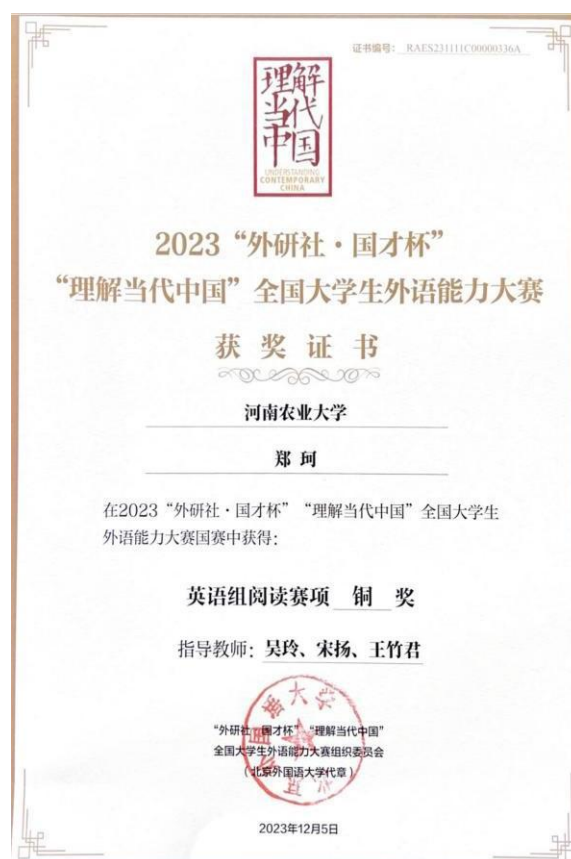 证书编号： RAES231111C00000336A
理解
当代
中国
UNDERSTANDING
CONTEMPORARY
CHINA
2023 “外研社·国才杯”
“理解当代中国” 全国大学生外语能力大赛
获 奖 证 书
河南农业大学
郑 珂
在2023 “外研社·国才杯” “理解当代中国” 全国大学生
外语能力大赛国赛中获得：
英语组阅读赛项 铜 奖
指导教师：吴玲、宋扬、王竹君
“外研社·国才杯” “理解当代中国”
全国大学生外语能力大赛组织委员会
（北京外国语大学代章）
2023年12月5日